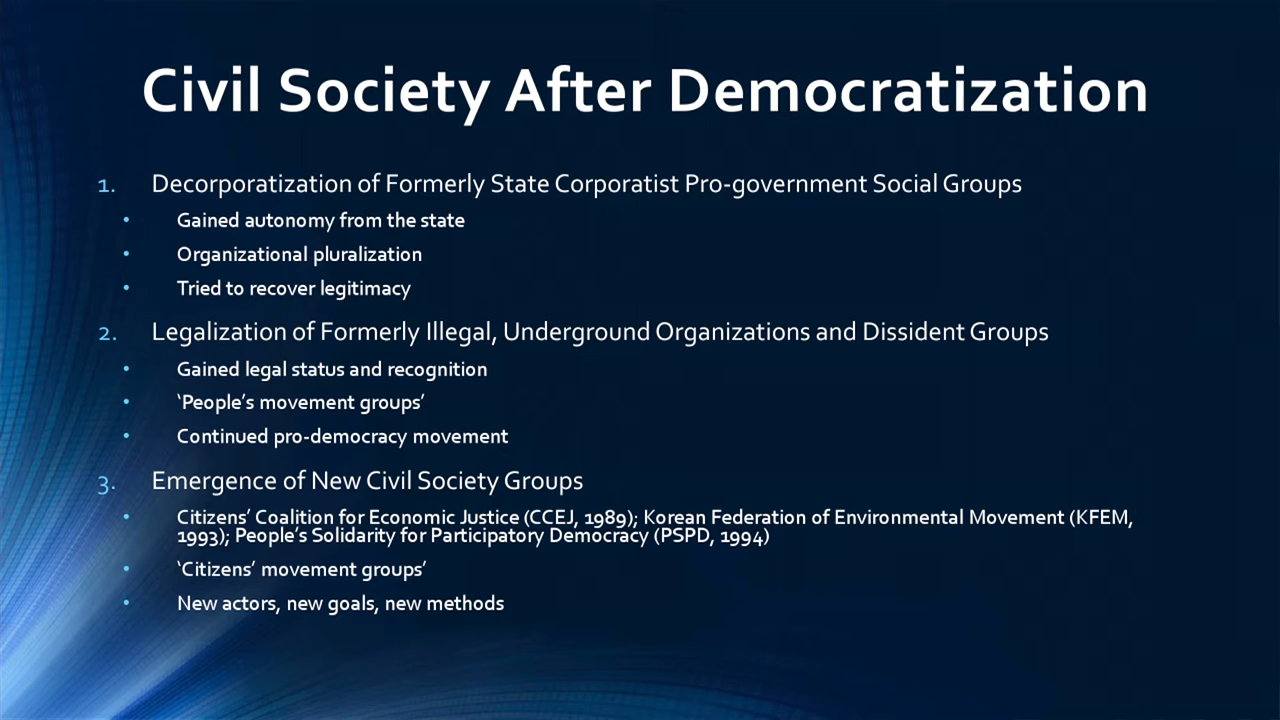 Civil Society After Democratization
1. Decorporatization of Formerly State Corporatist Pro-government Social Groups
• Gained autonomy from the state
• Organizational pluralization
• Tried to recover legitimacy
2. Legalization of Formerly Illegal, Underground Organizations and Dissident Groups
• Gained legal status and recognition
• ‘People’s movement groups’
• Continued pro-democracy movement
3. Emergence of New Civil Society Groups
• Citizens’ Coalition for Economic Justice (CCEJ, 1989); Korean Federation of Environmental Movement (KFEM,
1993); People’s Solidarity for Participatory Democracy (PSPD, 1994)
• ‘Citizens’ movement groups’
• New actors, new goals, new methods